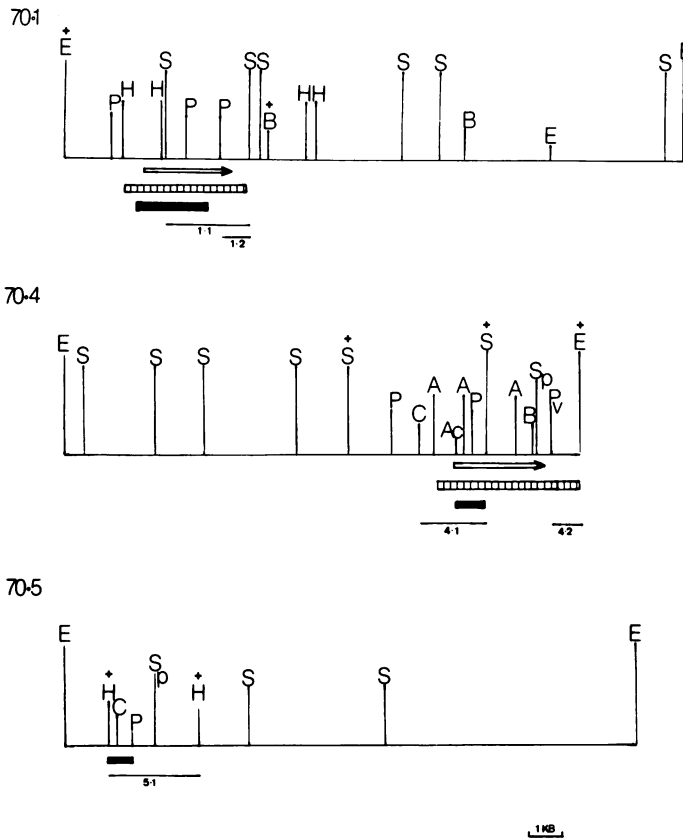 70·1
+ E P H H S P P S S + B H H S S B E S E
1·1
1·2
70·4
E S S S S + S P C A Ac A P + S A B Sp Pv + E
4·1 4·2
70·5
E + H C P Sp + H S S E
5·1
1KB